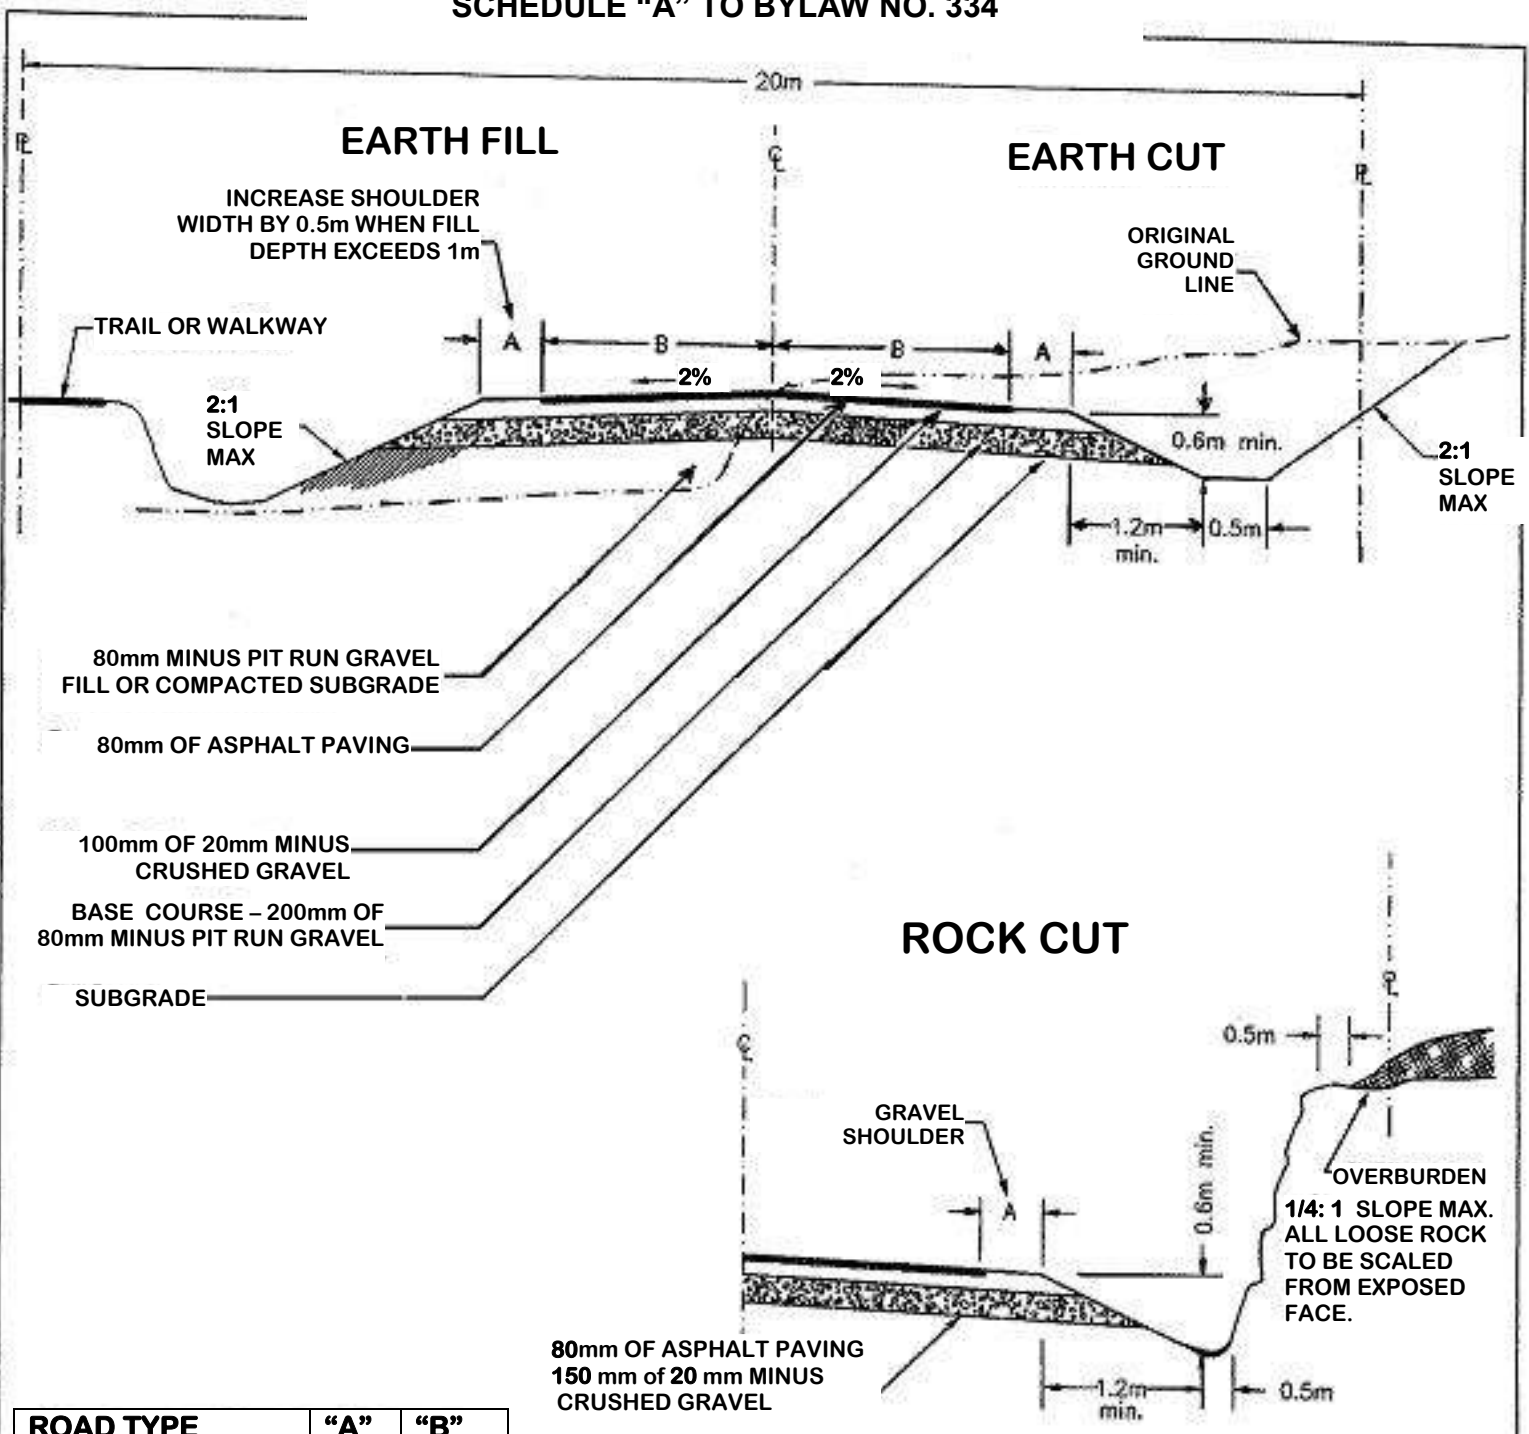 SCHEDULE “A” TO BYLAW NO. 334
20m
EARTH FILL
EARTH CUT
INCREASE SHOULDER
WIDTH BY 0.5m WHEN FILL
DEPTH EXCEEDS 1m
ORIGINAL
GROUND
LINE
TRAIL OR WALKWAY
A
B
B
A
2%
2%
2:1
SLOPE
MAX
0.6m min.
2:1
SLOPE
MAX
1.2m
min.
0.5m
80mm MINUS PIT RUN GRAVEL
FILL OR COMPACTED SUBGRADE
80mm OF ASPHALT PAVING
100mm OF 20mm MINUS
CRUSHED GRAVEL
BASE COURSE – 200mm OF
80mm MINUS PIT RUN GRAVEL
SUBGRADE
ROCK CUT
0.5m
GRAVEL
SHOULDER
A
0.6m min.
OVERBURDEN
1/4: 1 SLOPE MAX.
ALL LOOSE ROCK
TO BE SCALED
FROM EXPOSED
FACE.
80mm OF ASPHALT PAVING
150 mm of 20 mm MINUS
CRUSHED GRAVEL
1.2m
min.
0.5m
ROAD TYPE “A” “B”